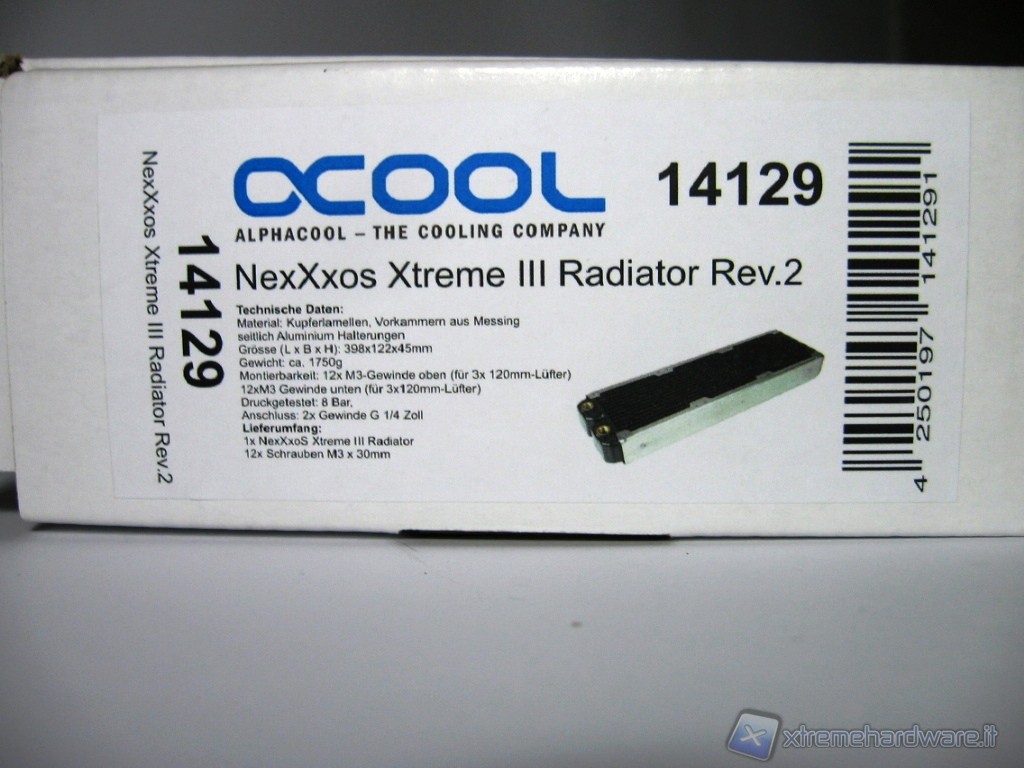 NexXxos Xtreme III Radiator Rev.2
14129
αCOOL
ALPHACOOL – THE COOLING COMPANY
14129
NexXxos Xtreme III Radiator Rev.2
Technische Daten:
Material: Kupferlamellen, Vorkammern aus Messing
seitlich Aluminium Halterungen
Grösse (L x B x H): 398x122x45mm
Gewicht: ca. 1750g
Montierbarkeit: 12x M3-Gewinde oben (für 3x 120mm-Lüfter)
12xM3 Gewinde unten (für 3x120mm-Lüfter)
Druckgetestet: 8 Bar,
Anschluss: 2x Gewinde G 1/4 Zoll
Lieferumfang:
1x NexXxoS Xtreme III Radiator
12x Schrauben M3 x 30mm
4 250197 141291
xtremehardware.it